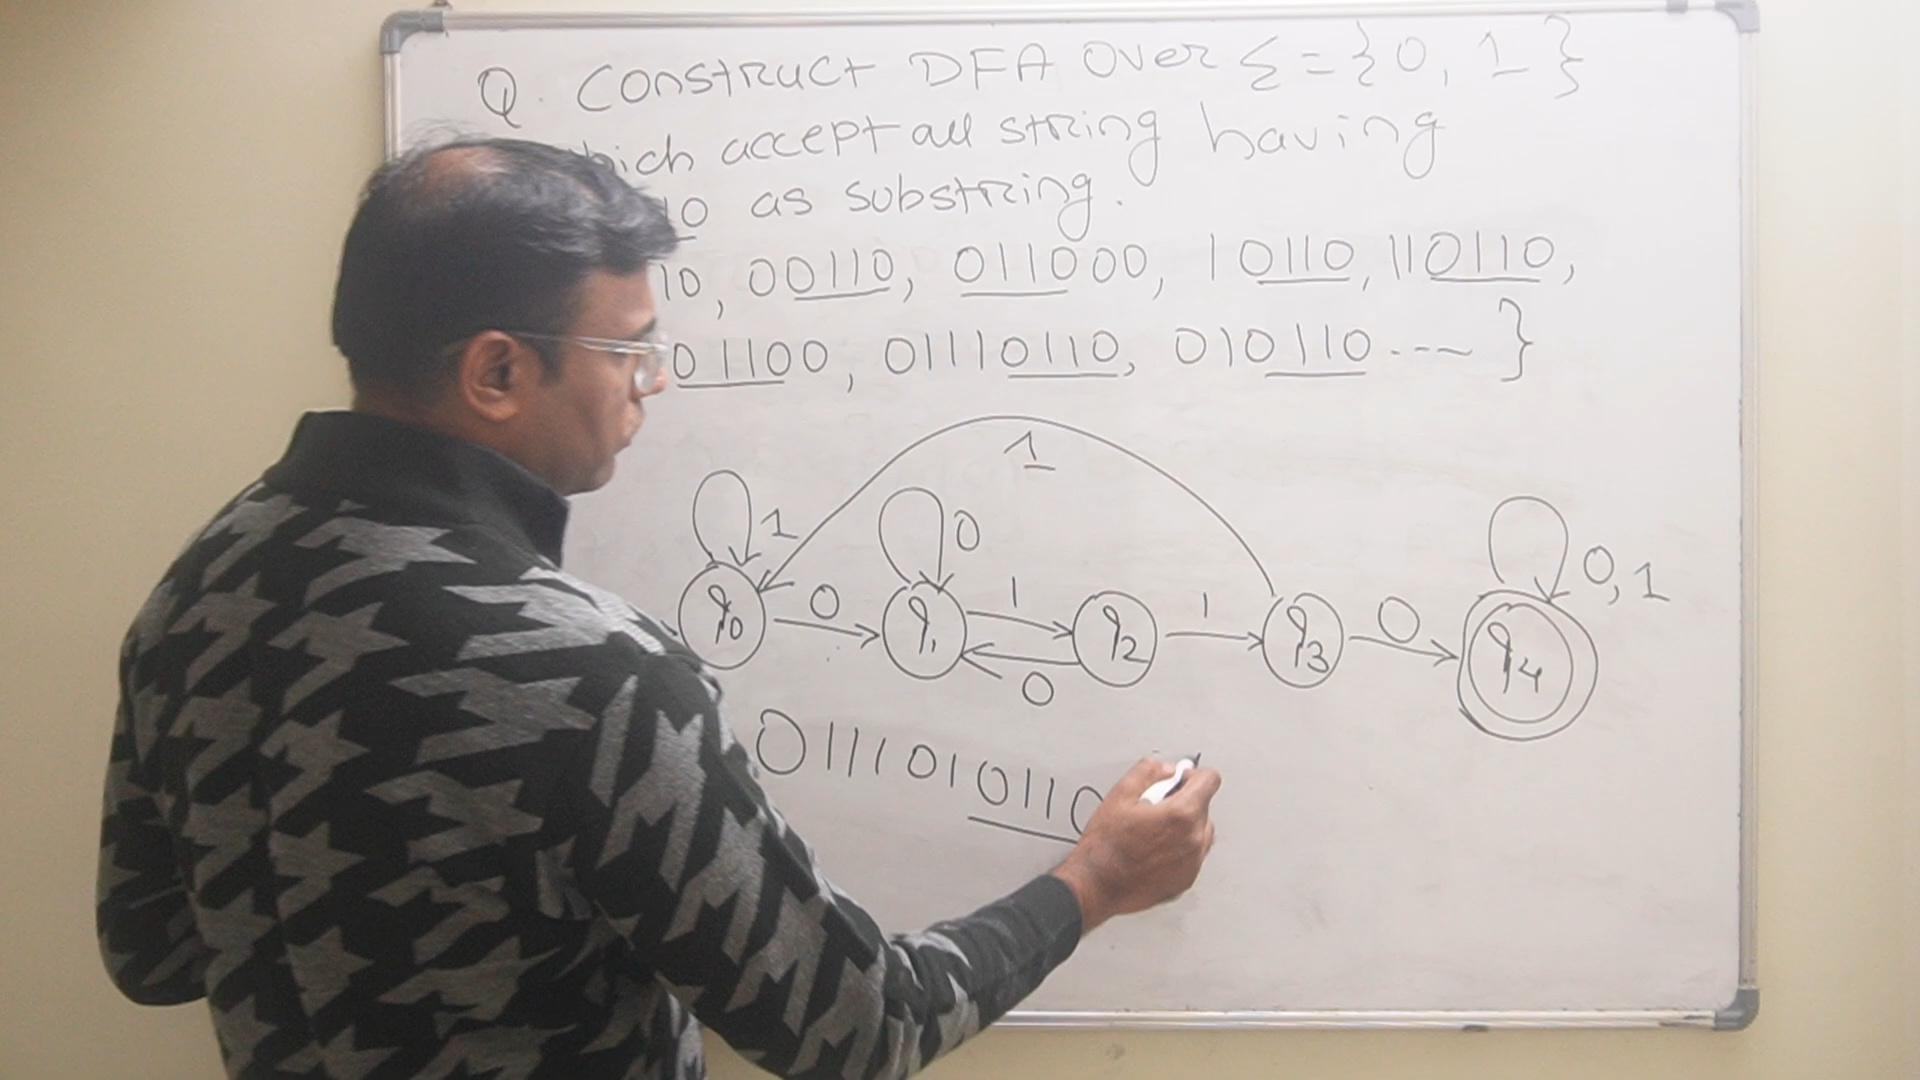 Q. Construct DFA over Σ = {0, 1}
which accept all string having
10 as substring.
10, 00110, 011000, 10110, 110110,
01100, 01110110, 010110 ---- }
1
1 0 0,1
q0 0 q1 1 q2 1 q3 0 q4
0
0111010110